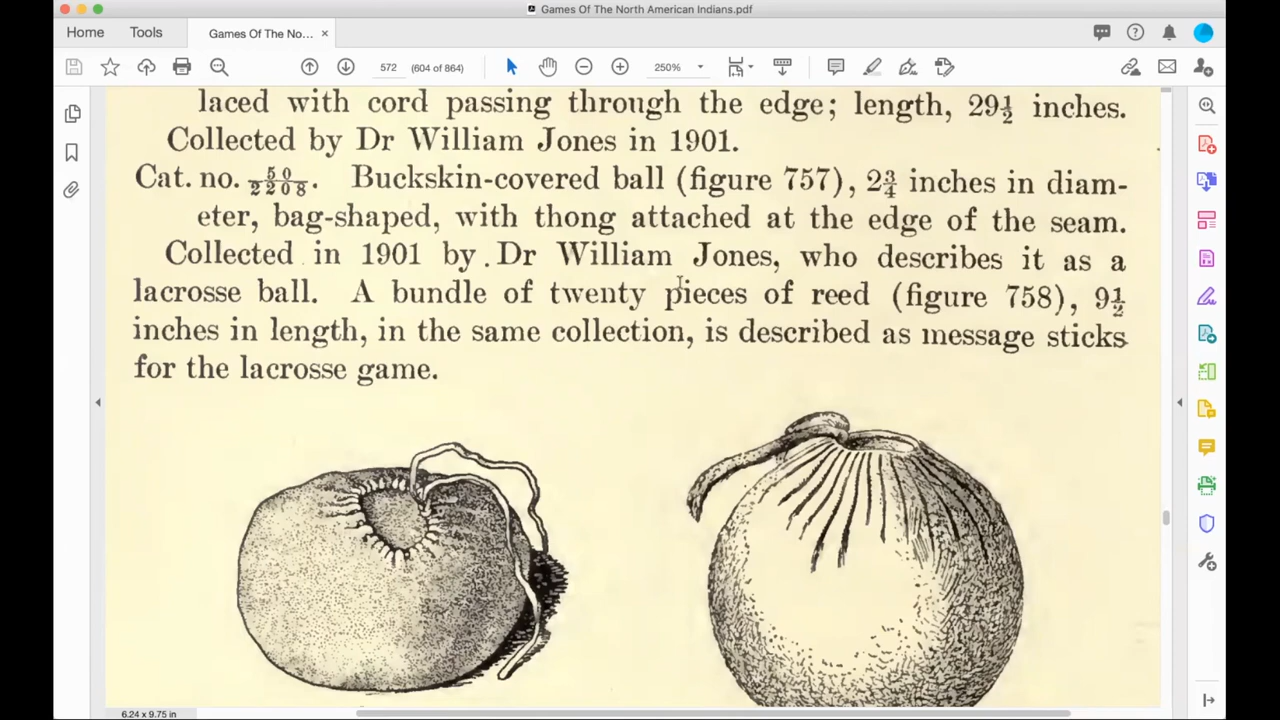 Games Of The North American Indians.pdf
Home Tools Games Of The No... ×
572 (604 of 864) 250%
laced with cord passing through the edge; length, 29½ inches.
Collected by Dr William Jones in 1901.
Cat. no. 50/2208. Buckskin-covered ball (figure 757), 2¾ inches in diam-
eter, bag-shaped, with thong attached at the edge of the seam.
Collected in 1901 by Dr William Jones, who describes it as a
lacrosse ball. A bundle of twenty pieces of reed (figure 758), 9½
inches in length, in the same collection, is described as message sticks
for the lacrosse game.
6.24 x 9.75 in